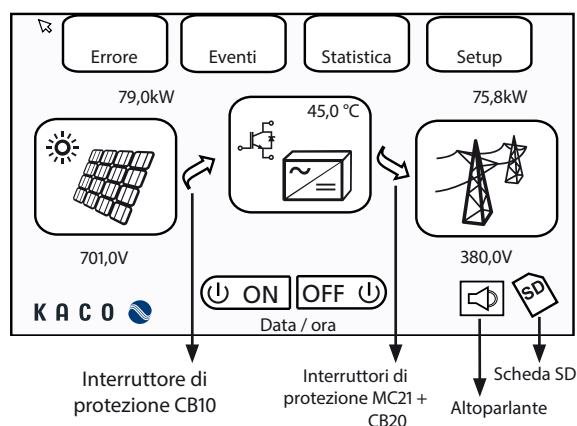 Errore Eventi Statistica Setup
79,0kW 45,0 °C 75,8kW
701,0V 380,0V
KACO ON OFF SD
Data / ora
Interruttore di
protezione CB10
Interruttori di
protezione MC21 +
CB20
Altoparlante
Scheda SD